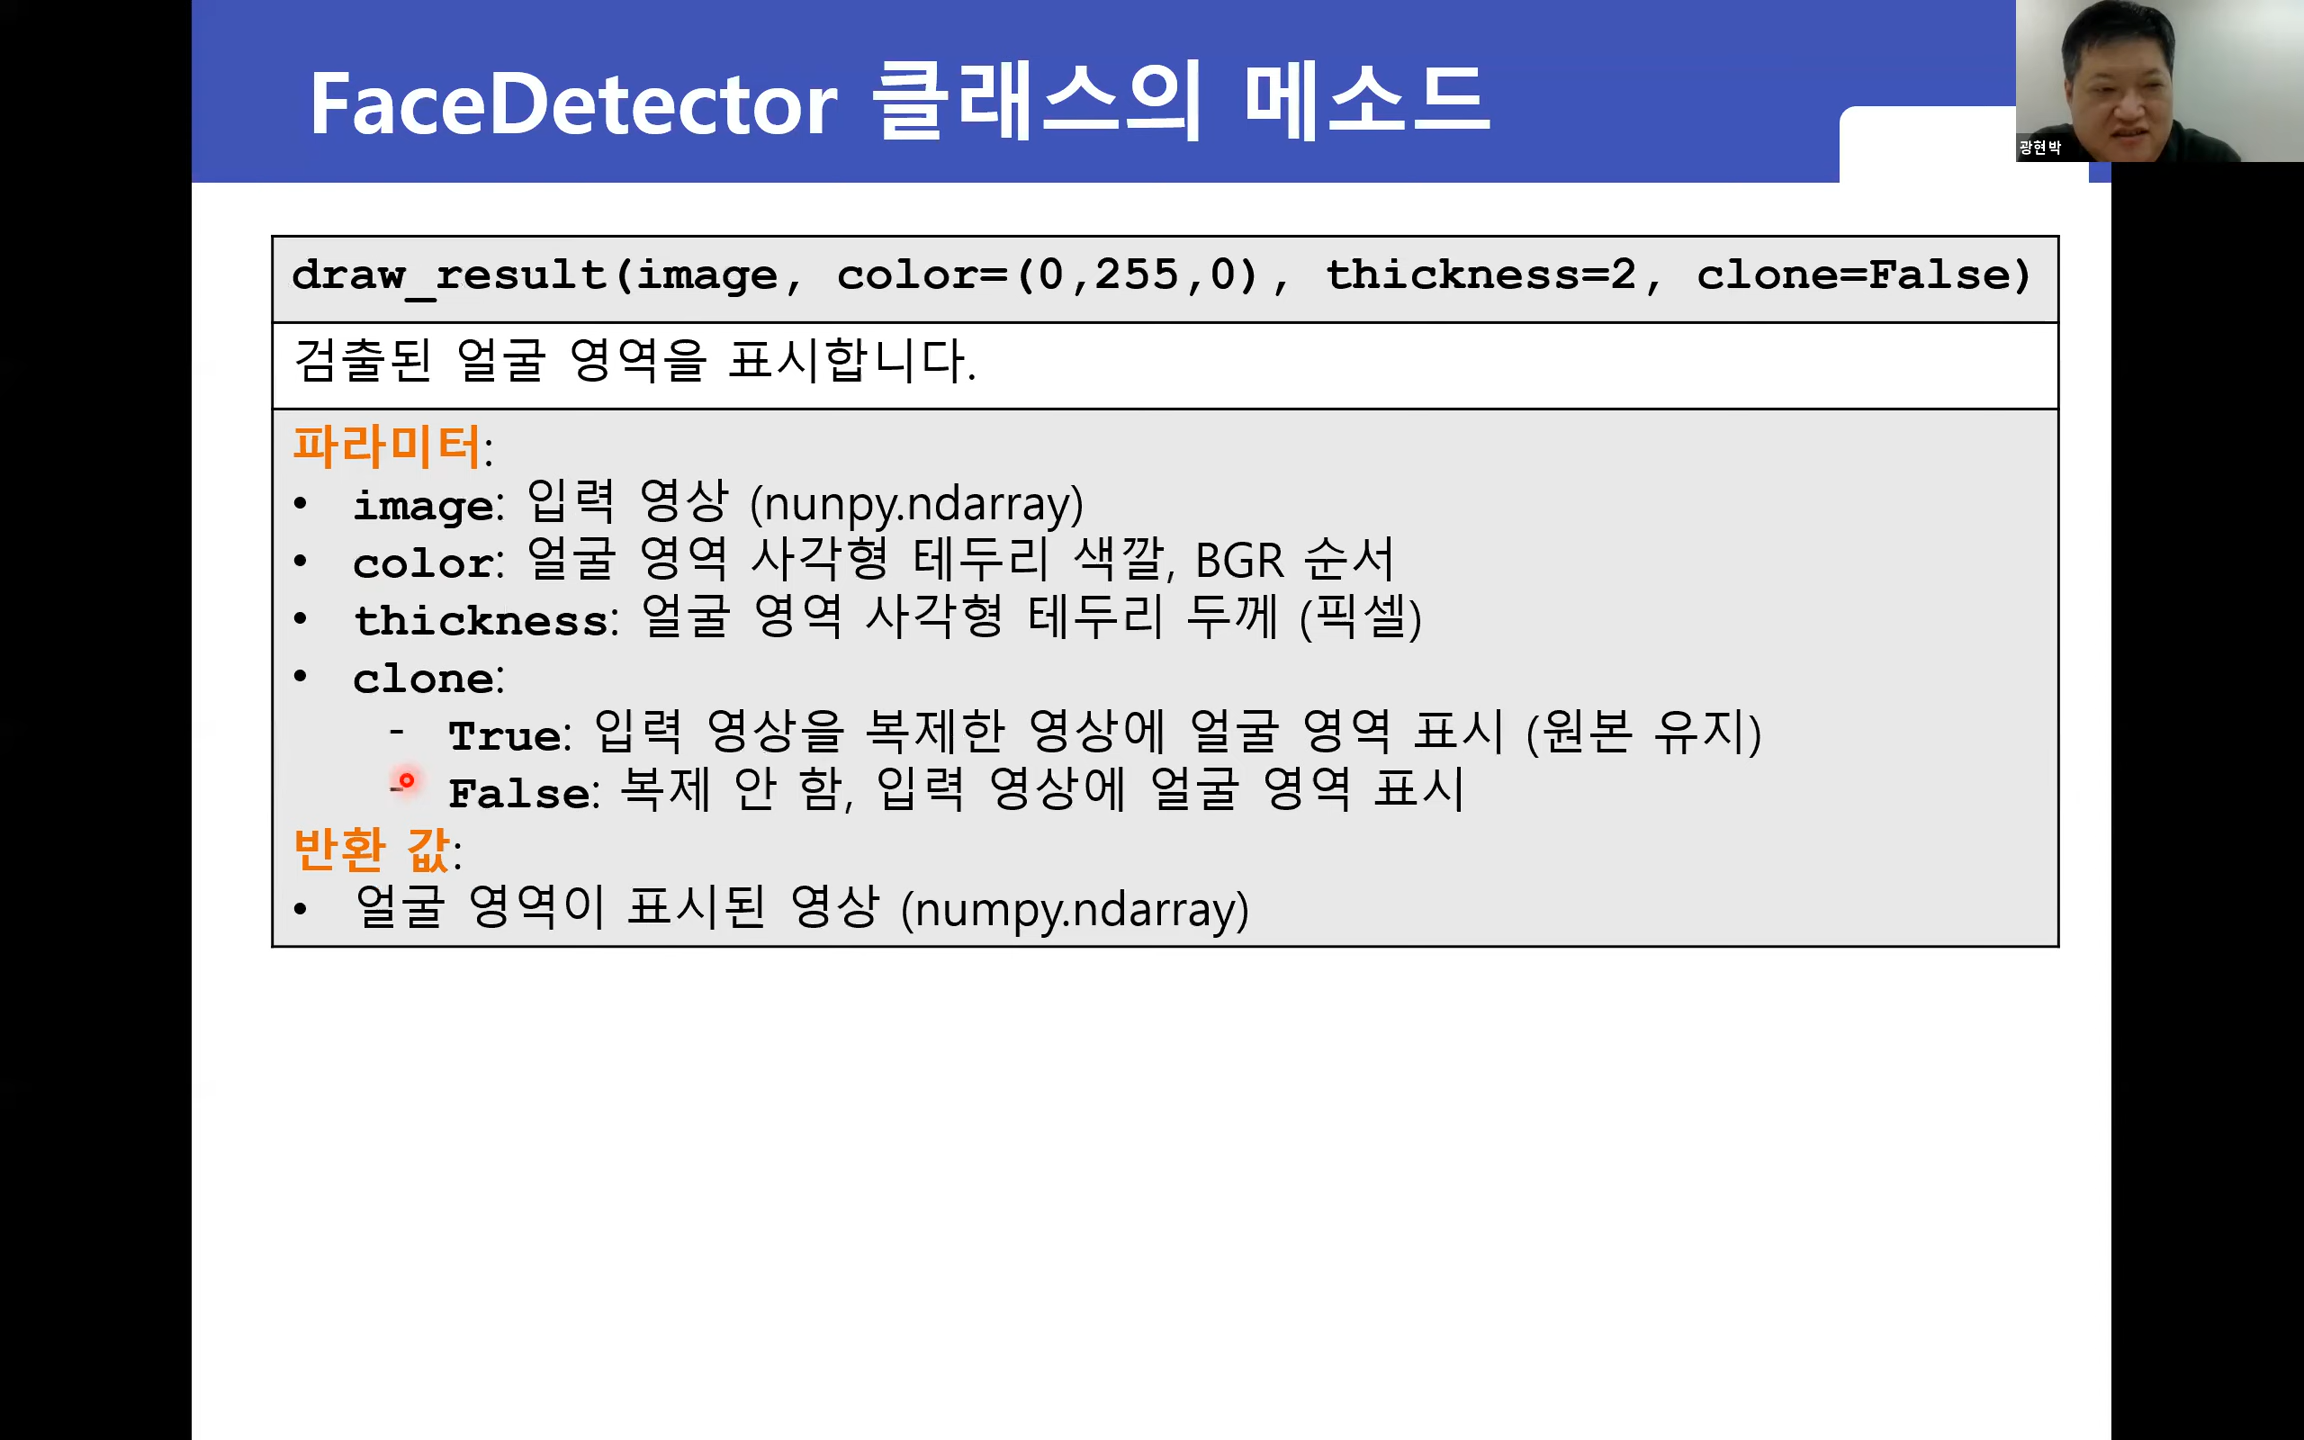 FaceDetector 클래스의 메소드
광현박
draw_result(image, color=(0,255,0), thickness=2, clone=False)
검출된 얼굴 영역을 표시합니다.
파라미터:
• image: 입력 영상 (nunpy.ndarray)
• color: 얼굴 영역 사각형 테두리 색깔, BGR 순서
• thickness: 얼굴 영역 사각형 테두리 두께 (픽셀)
• clone:
- True: 입력 영상을 복제한 영상에 얼굴 영역 표시 (원본 유지)
- False: 복제 안 함, 입력 영상에 얼굴 영역 표시
반환 값:
• 얼굴 영역이 표시된 영상 (numpy.ndarray)